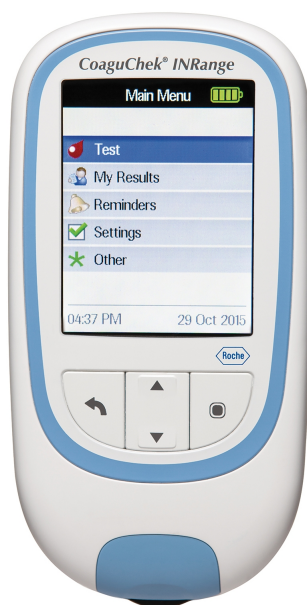 CoaguChek® INRange
Main Menu
Test
My Results
Reminders
Settings
Other
04:37 PM 29 Oct 2015
Roche